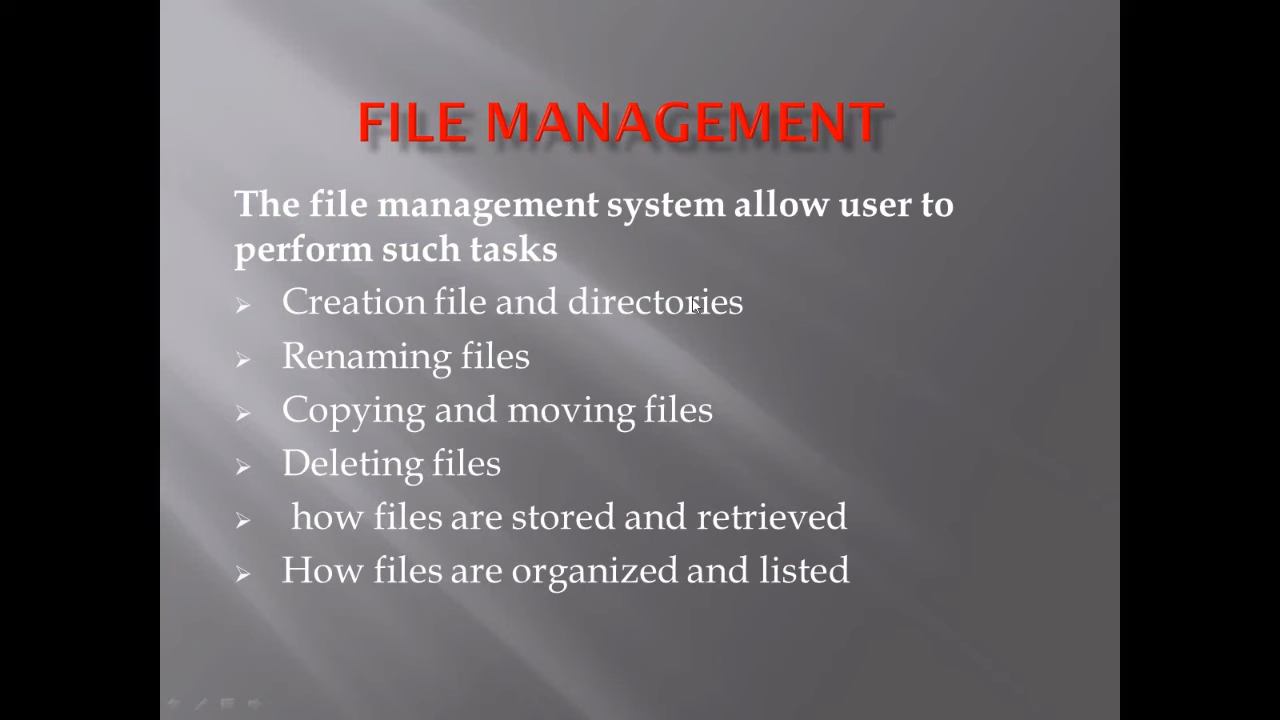 FILE MANAGEMENT
The file management system allow user to
perform such tasks
Creation file and directories
Renaming files
Copying and moving files
Deleting files
how files are stored and retrieved
How files are organized and listed